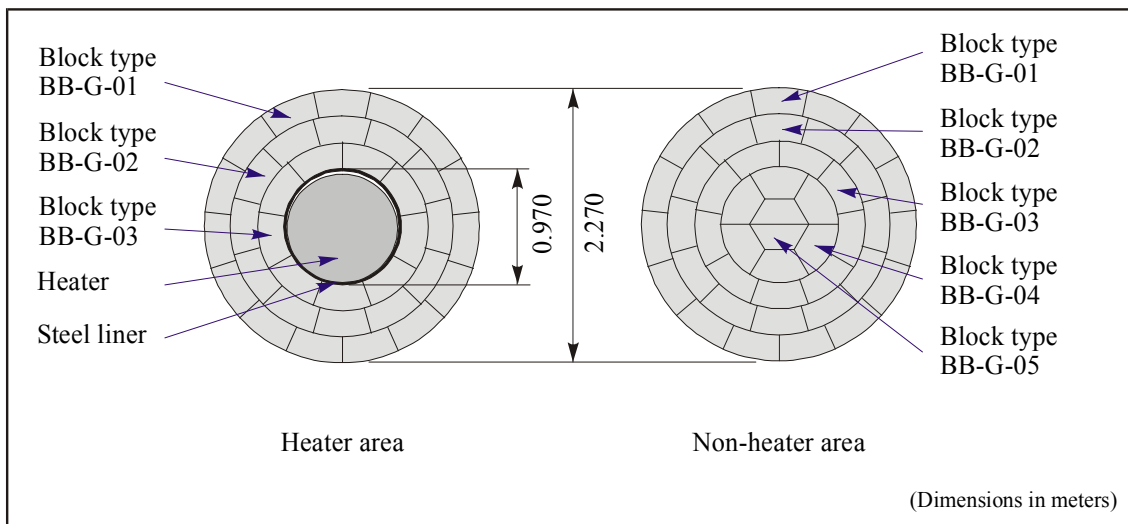 Block type
BB-G-01
Block type
BB-G-02
Block type
BB-G-03
Heater
Steel liner
0.970
2.270
Block type
BB-G-01
Block type
BB-G-02
Block type
BB-G-03
Block type
BB-G-04
Block type
BB-G-05
Heater area
Non-heater area
(Dimensions in meters)